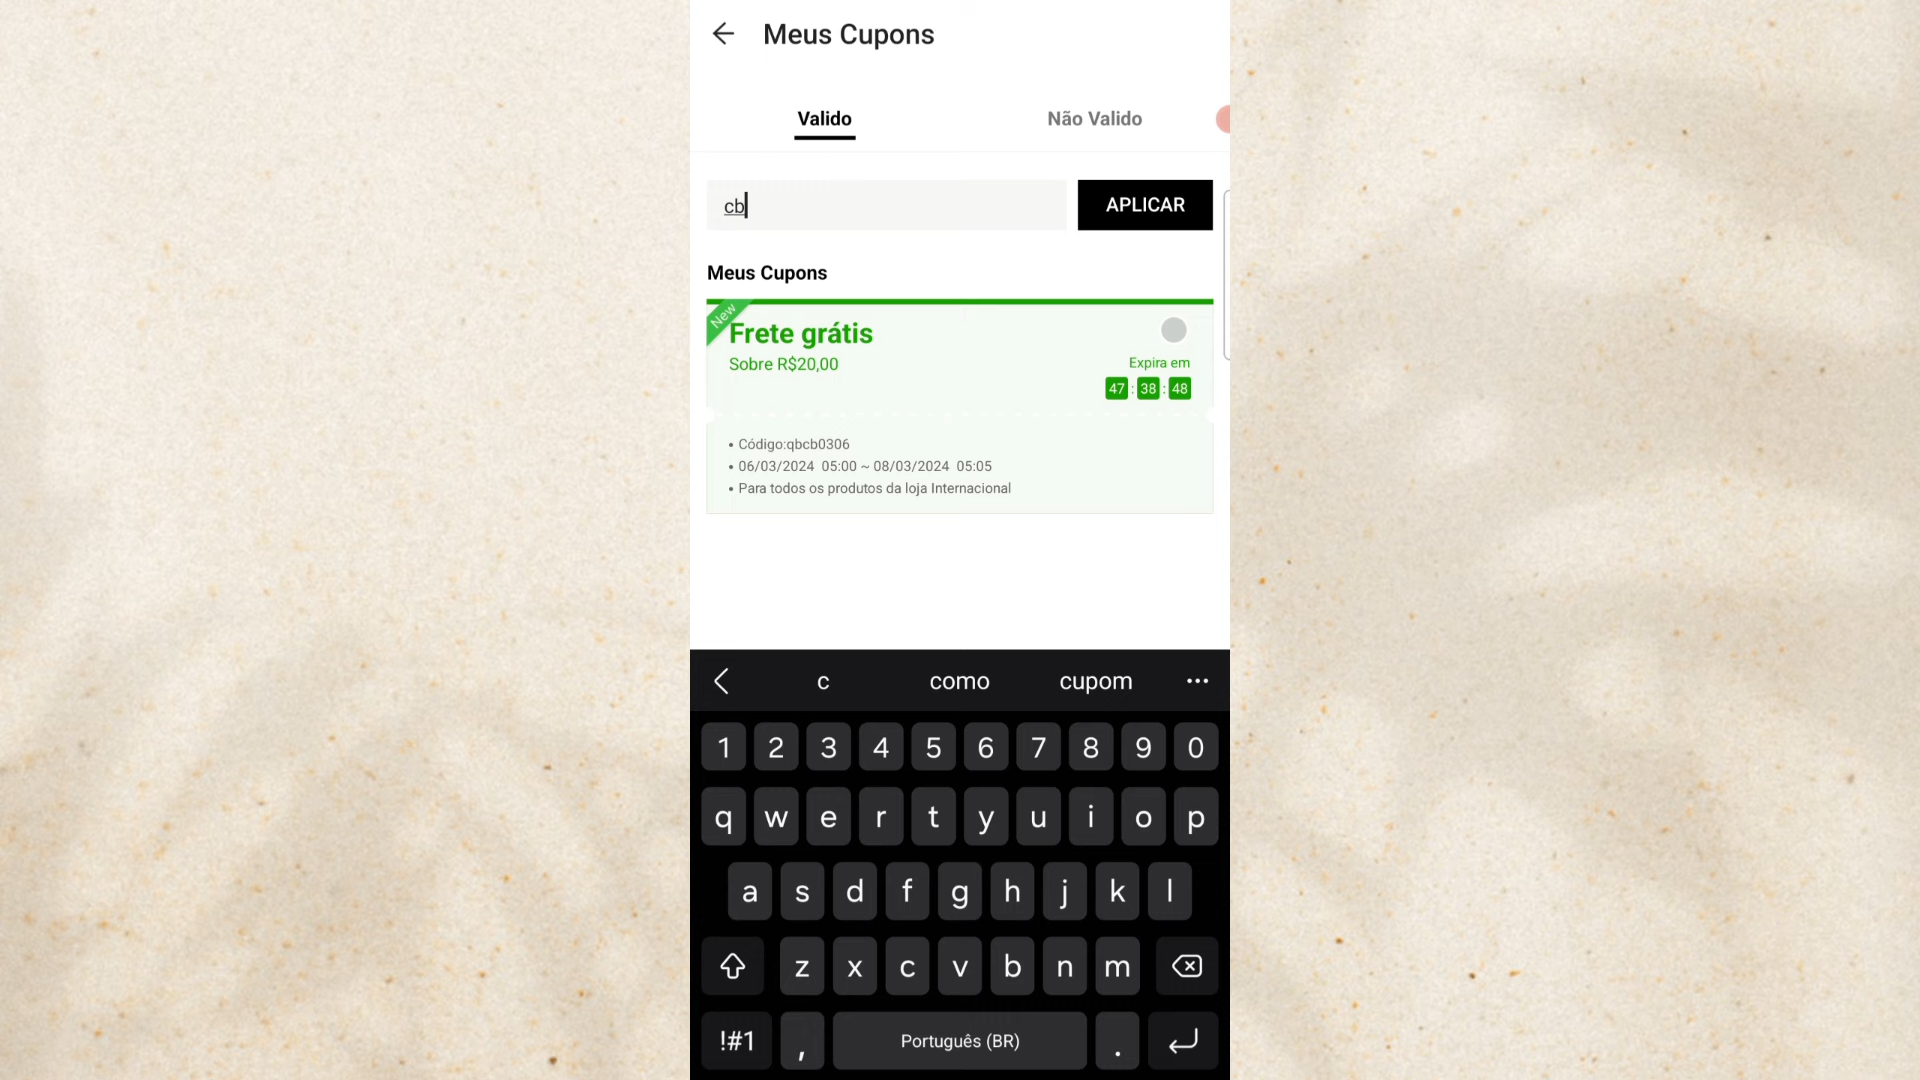 Meus Cupons
Valido Não Valido
cb APLICAR
Meus Cupons
New
Frete grátis
Sobre R$20,00
Expira em
47 : 38 : 48
• Código:qbcb0306
• 06/03/2024 05:00 ~ 08/03/2024 05:05
• Para todos os produtos da loja Internacional
c como cupom ...
1 2 3 4 5 6 7 8 9 0
q w e r t y u i o p
a s d f g h j k l
z x c v b n m
!#1 , Português (BR) .